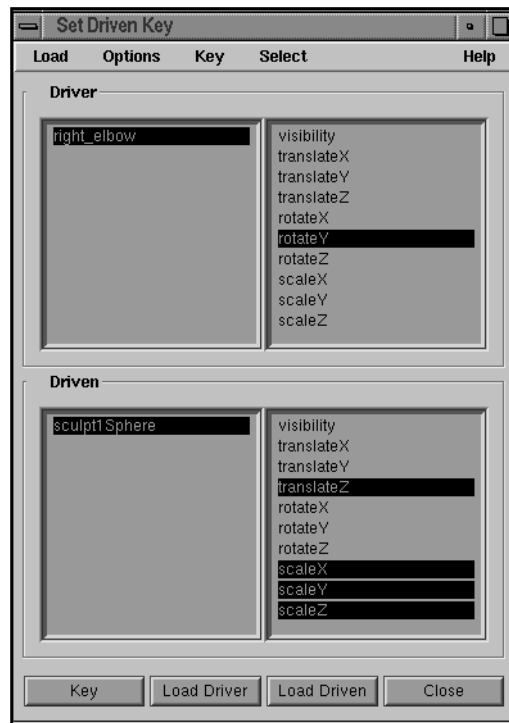 Set Driven Key
Load Options Key Select Help
Driver
right_elbow
visibility
translateX
translateY
translateZ
rotateX
rotateY
rotateZ
scaleX
scaleY
scaleZ
Driven
sculpt1Sphere
visibility
translateX
translateY
translateZ
rotateX
rotateY
rotateZ
scaleX
scaleY
scaleZ
Key Load Driver Load Driven Close